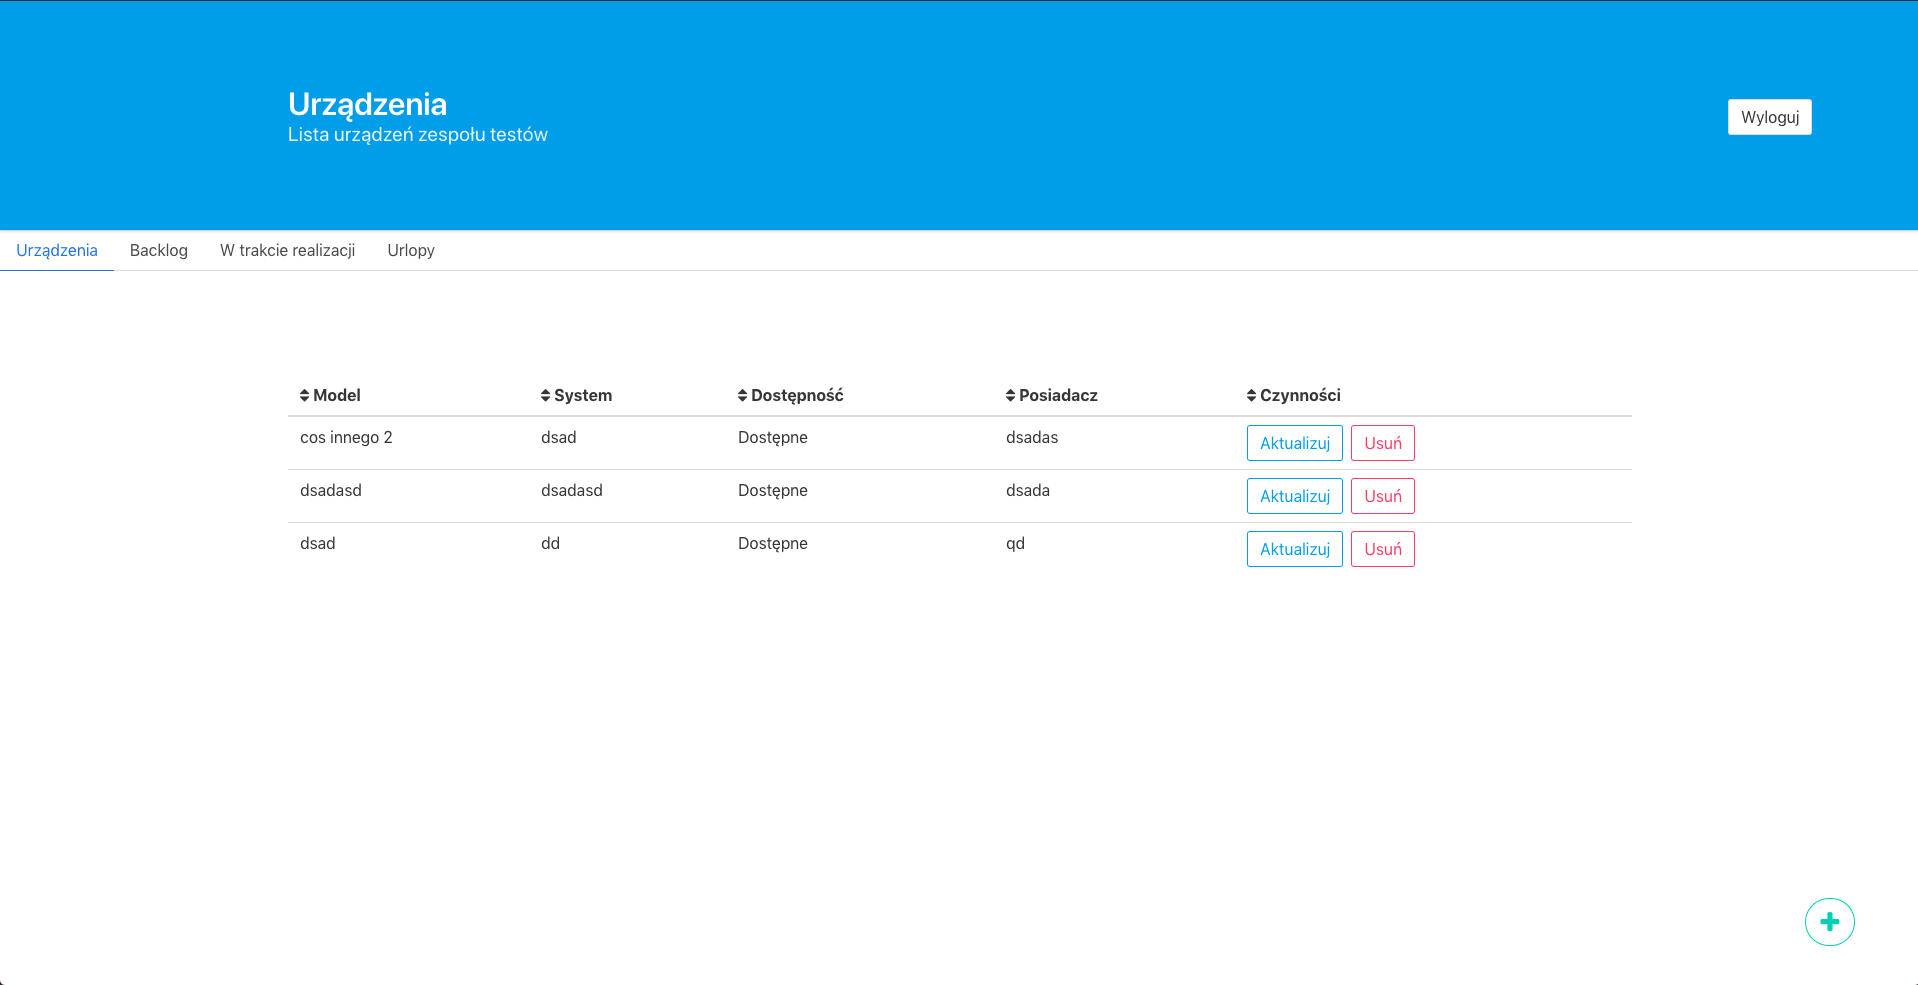 Urządzenia
Lista urządzeń zespołu testów
Wyloguj
Urządzenia Backlog W trakcie realizacji Urlopy
Model System Dostępność Posiadacz Czynności
cos innego 2 dsad Dostępne dsadas Aktualizuj Usuń
dsadasd dsadasd Dostępne dsada Aktualizuj Usuń
dsad dd Dostępne qd Aktualizuj Usuń